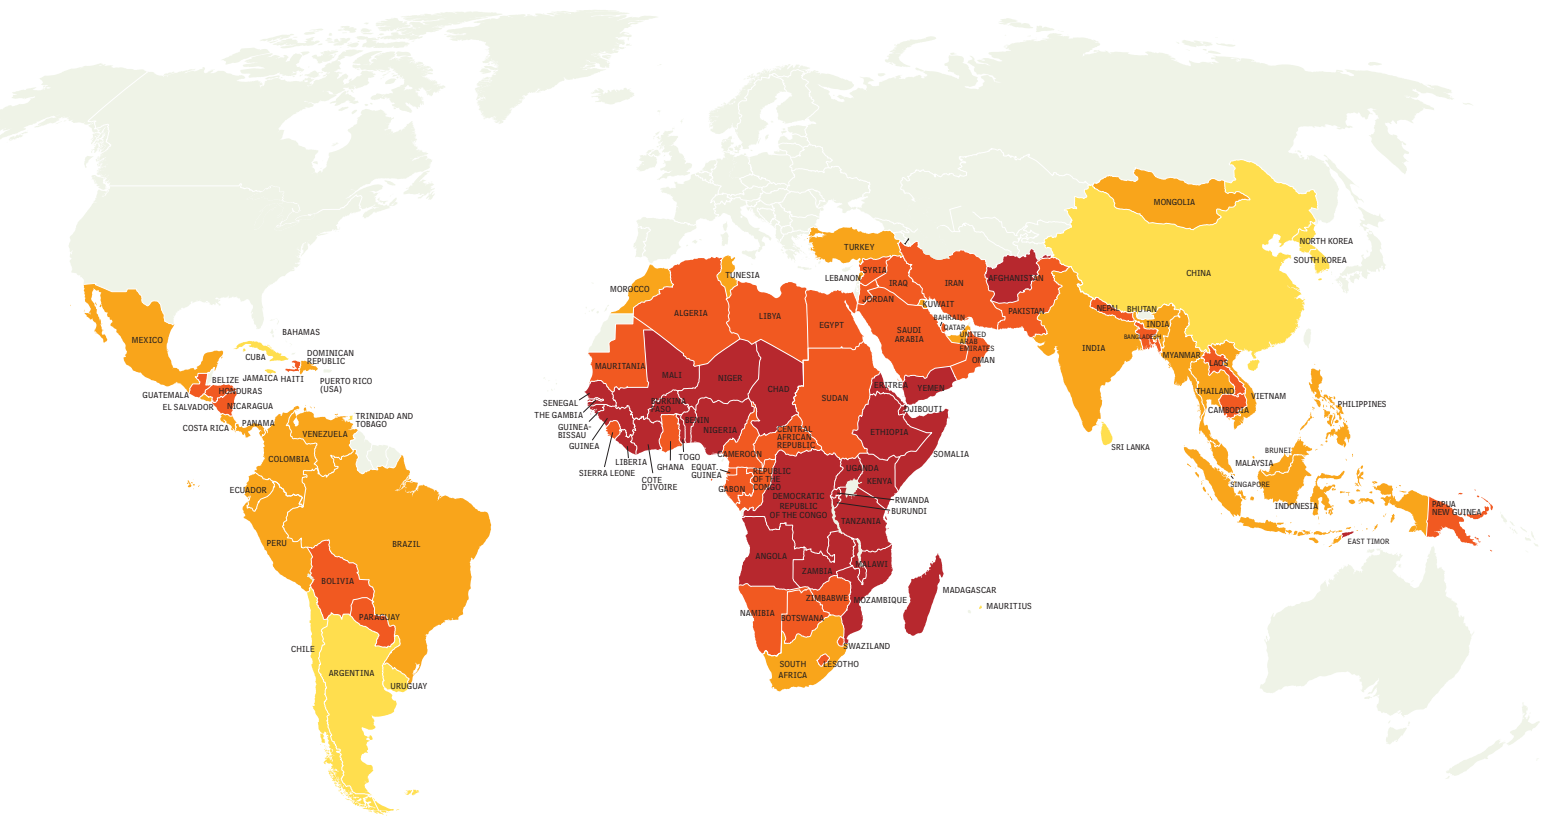 MONGOLIA
NORTH KOREA
SOUTH KOREA
CHINA
TURKEY
TUNISIA
LEBANON
SYRIA
IRAQ
IRAN
AFGHANISTAN
MOROCCO
JORDAN
KUWAIT
PAKISTAN
NEPAL
BHUTAN
ALGERIA
LIBYA
EGYPT
BAHRAIN
QATAR
SAUDI
ARABIA
UNITED
ARAB
EMIRATES
OMAN
INDIA
INDIA
BANGLADESH
BAHAMAS
MEXICO
CUBA
DOMINICAN
REPUBLIC
MYANMAR
LAOS
MAURITANIA
MALI
NIGER
CHAD
SUDAN
ERITREA
YEMEN
BELIZE
JAMAICA
HAITI
PUERTO RICO
(USA)
GUATEMALA
HONDURAS
THAILAND
VIETNAM
EL SALVADOR
NICARAGUA
SENEGAL
BURKINA
FASO
DJIBOUTI
CAMBODIA
PHILIPPINES
COSTA RICA
PANAMA
TRINIDAD AND
TOBAGO
THE GAMBIA
BENIN
NIGERIA
ETHIOPIA
VENEZUELA
GUINEA-
BISSAU
GUINEA
CENTRAL
AFRICAN
REPUBLIC
SRI LANKA
COLOMBIA
SIERRA LEONE
LIBERIA
COTE
D'IVOIRE
GHANA
TOGO
CAMEROON
SOMALIA
BRUNEI
MALAYSIA
EQUAT.
GUINEA
REPUBLIC
OF THE
CONGO
UGANDA
KENYA
SINGAPORE
ECUADOR
GABON
DEMOCRATIC
REPUBLIC
OF THE CONGO
RWANDA
BURUNDI
INDONESIA
PAPUA
NEW GUINEA
TANZANIA
PERU
BRAZIL
EAST TIMOR
ANGOLA
ZAMBIA
MALAWI
BOLIVIA
MADAGASCAR
ZIMBABWE
MOZAMBIQUE
MAURITIUS
NAMIBIA
BOTSWANA
PARAGUAY
SWAZILAND
CHILE
SOUTH
AFRICA
LESOTHO
ARGENTINA
URUGUAY